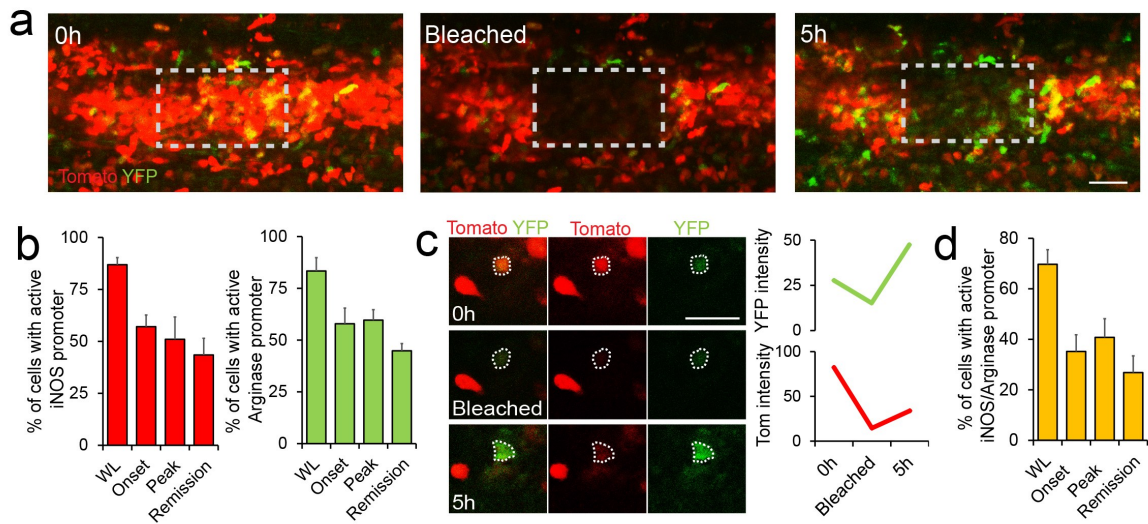 a
0h
Bleached
5h
Tomato YFP
b
% of cells with active
iNOS promoter
100
75
50
25
0
WL
Onset
Peak
Remission
% of cells with active
Arginase promoter
100
75
50
25
0
WL
Onset
Peak
Remission
c
Tomato YFP
Tomato
YFP
0h
Bleached
5h
YFP intensity
50
25
0
Tom intensity
100
50
0
0h
Bleached
5h
d
% of cells with active
iNOS/Arginase promoter
80
60
40
20
0
WL
Onset
Peak
Remission